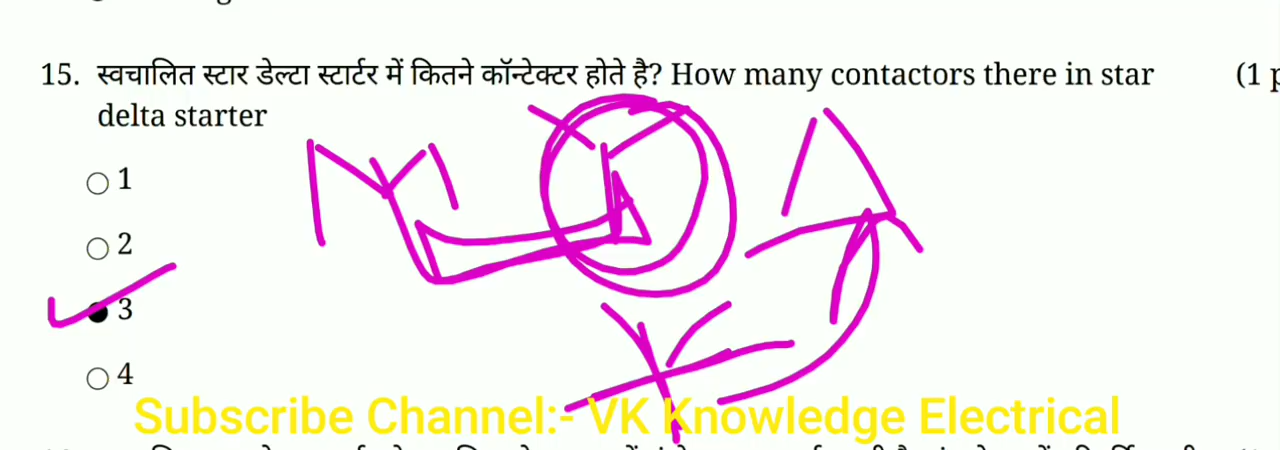 15. स्वचालित स्टार डेल्टा स्टार्टर में कितने कॉन्टेक्टर होते है? How many contactors there in star (1 p
delta starter
1
2
3
4
Subscribe Channel:- VK Knowledge Electrical